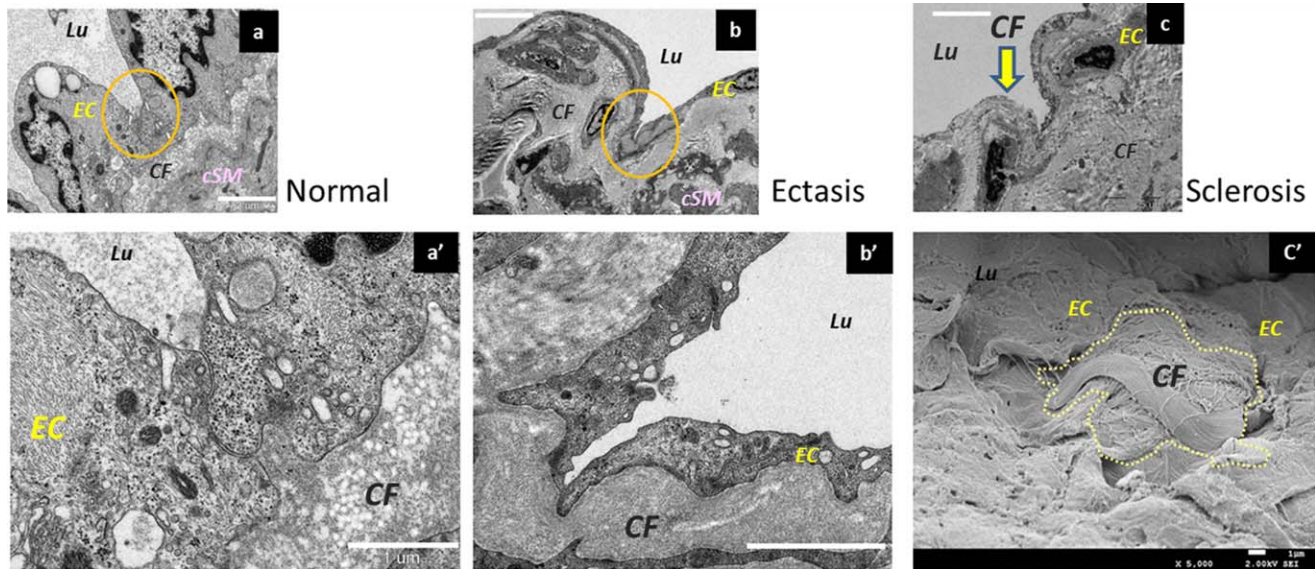 Lu
a
EC
CF
cSM
Normal
b
Lu
EC
CF
cSM
Ectasis
CF
c
EC
Lu
CF
Sclerosis
Lu
a’
EC
CF
1 um
b’
Lu
EC
CF
C’
Lu
EC
EC
CF
X 5,000 2.00kV SEI 1µm